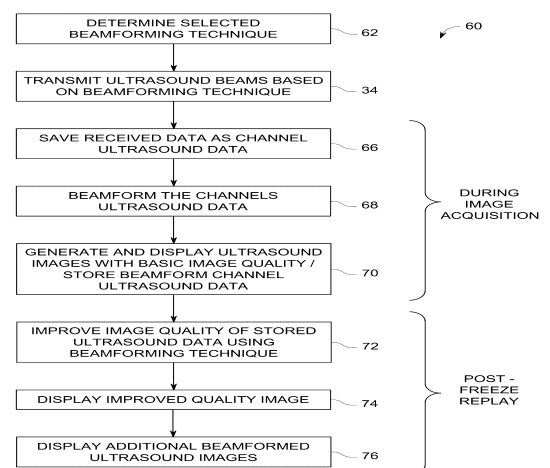 DETERMINE SELECTED
BEAMFORMING TECHNIQUE
62
60
TRANSMIT ULTRASOUND BEAMS BASED
ON BEAMFORMING TECHNIQUE
34
SAVE RECEIVED DATA AS CHANNEL
ULTRASOUND DATA
66
BEAMFORM THE CHANNELS
ULTRASOUND DATA
68
DURING
IMAGE
ACQUISITION
GENERATE AND DISPLAY ULTRASOUND
IMAGES WITH BASIC IMAGE QUALITY /
STORE BEAMFORM CHANNEL
ULTRASOUND DATA
70
IMPROVE IMAGE QUALITY OF STORED
ULTRASOUND DATA USING
BEAMFORMING TECHNIQUE
72
DISPLAY IMPROVED QUALITY IMAGE
74
POST -
FREEZE
REPLAY
DISPLAY ADDITIONAL BEAMFORMED
ULTRASOUND IMAGES
76